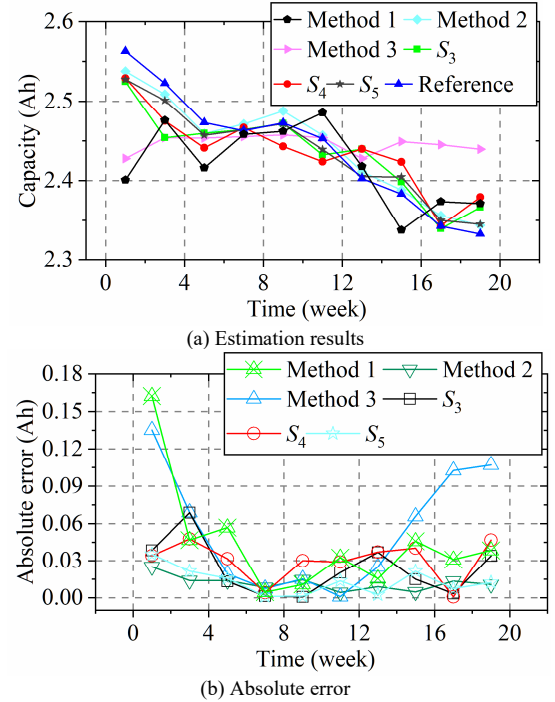 2.6
2.5
2.4
2.3
Capacity (Ah)
Method 1 Method 2
Method 3 S3
S4 S5 Reference
0 4 8 12 16 20
Time (week)
(a) Estimation results
0.18
0.15
0.12
0.09
0.06
0.03
0.00
Absolute error (Ah)
Method 1 Method 2
Method 3 S3
S4 S5
0 4 8 12 16 20
Time (week)
(b) Absolute error